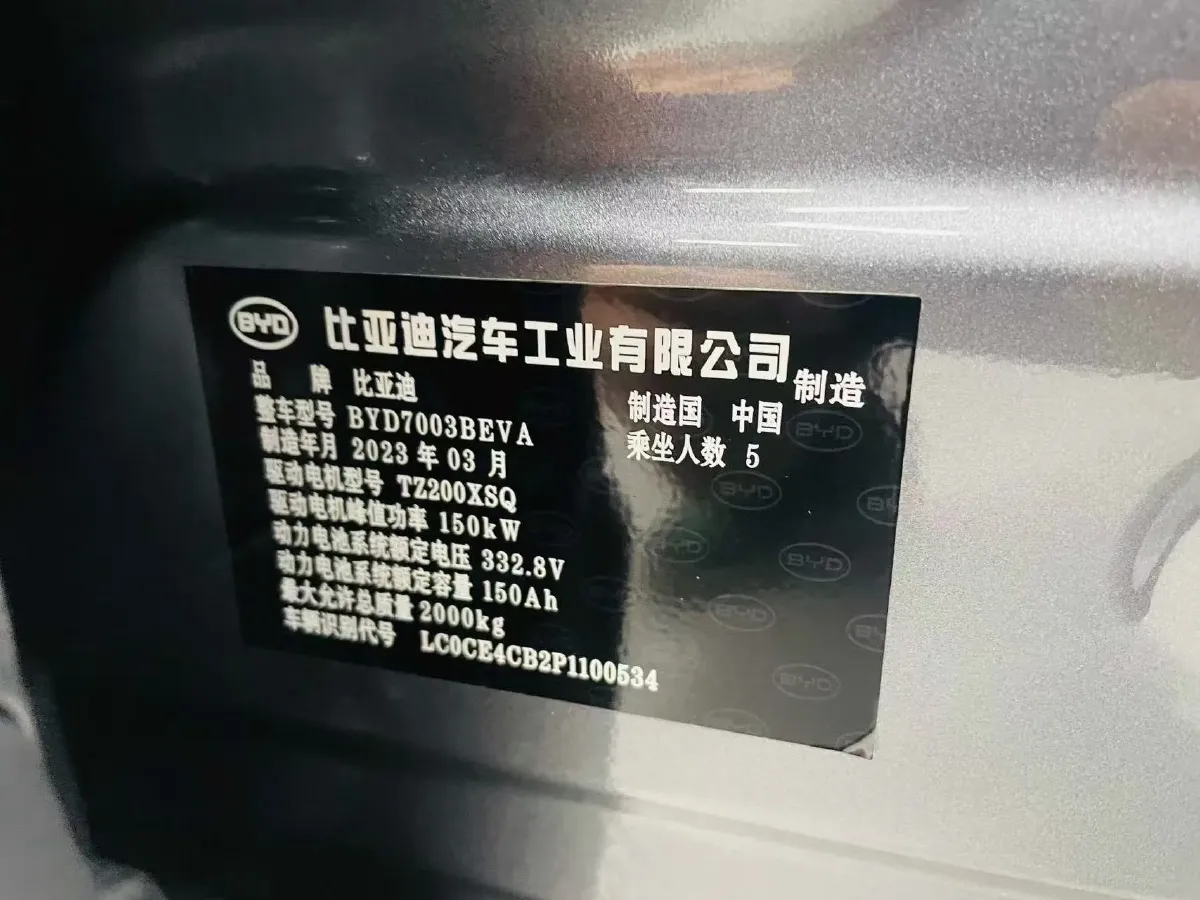 BYD 比亚迪汽车工业有限公司 制造
品 牌 比亚迪 制造国 中国
整车型号 BYD7003BEVA 乘坐人数 5
制造年月 2023 年 03 月
驱动电机型号 TZ200XSQ
驱动电机峰值功率 150kW
动力电池系统额定电压 332.8V
动力电池系统额定容量 150Ah
最大允许总质量 2000kg
车辆识别代号 LC0CE4CB2P1100534